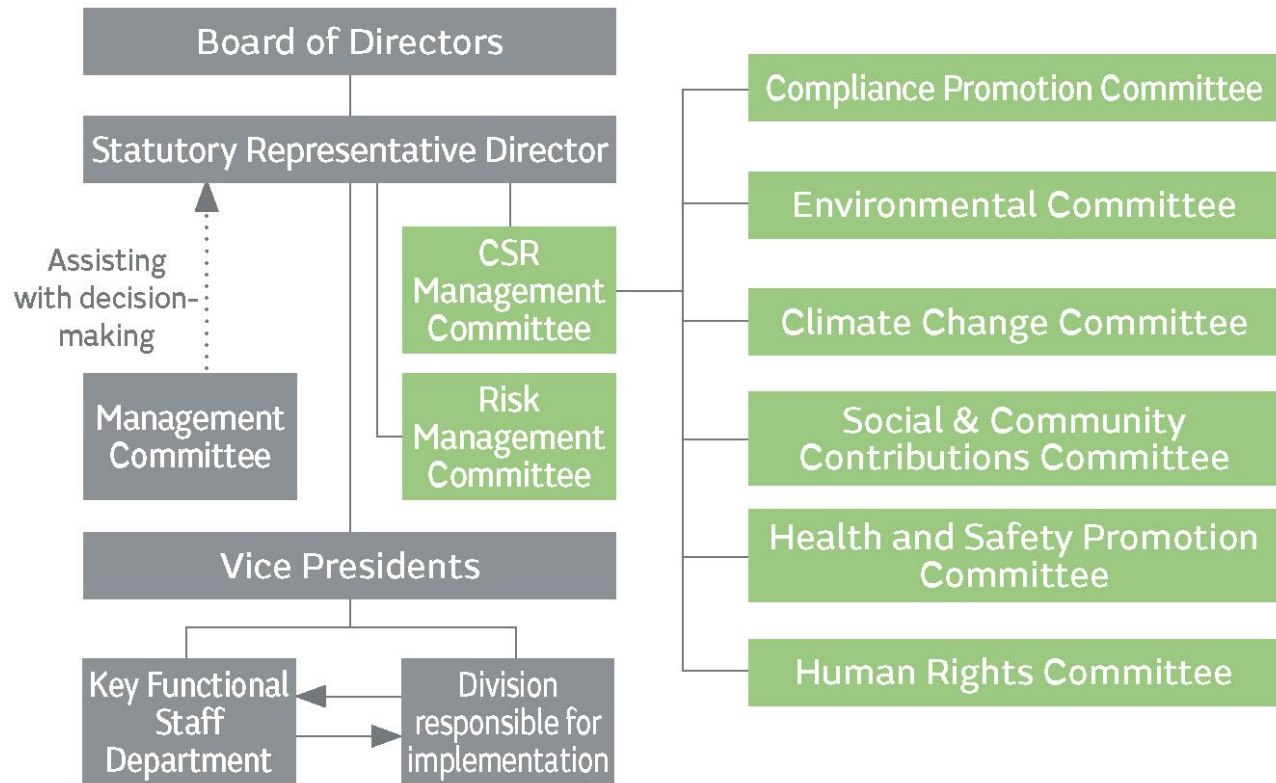 Board of Directors
Statutory Representative Director
Assisting
with decision-
making
Management
Committee
CSR
Management
Committee
Risk
Management
Committee
Vice Presidents
Key Functional
Staff
Department
Division
responsible for
implementation
Compliance Promotion Committee
Environmental Committee
Climate Change Committee
Social & Community
Contributions Committee
Health and Safety Promotion
Committee
Human Rights Committee